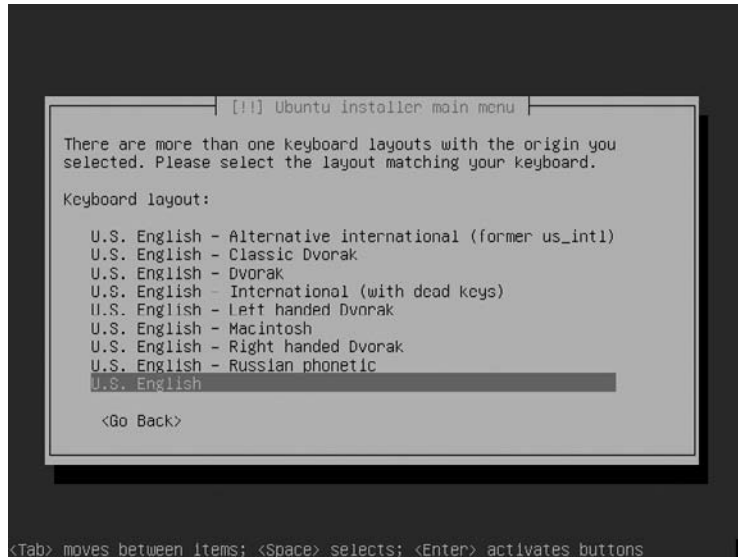 [!!] Ubuntu installer main menu
There are more than one keyboard layouts with the origin you
selected. Please select the layout matching your keyboard.
Keyboard layout:
U.S. English - Alternative international (former us_intl)
U.S. English - Classic Dvorak
U.S. English - Dvorak
U.S. English - International (with dead keys)
U.S. English - Left handed Dvorak
U.S. English - Macintosh
U.S. English - Right handed Dvorak
U.S. English - Russian phonetic
U.S. English
<Go Back>
<Tab> moves between items; <Space> selects; <Enter> activates buttons